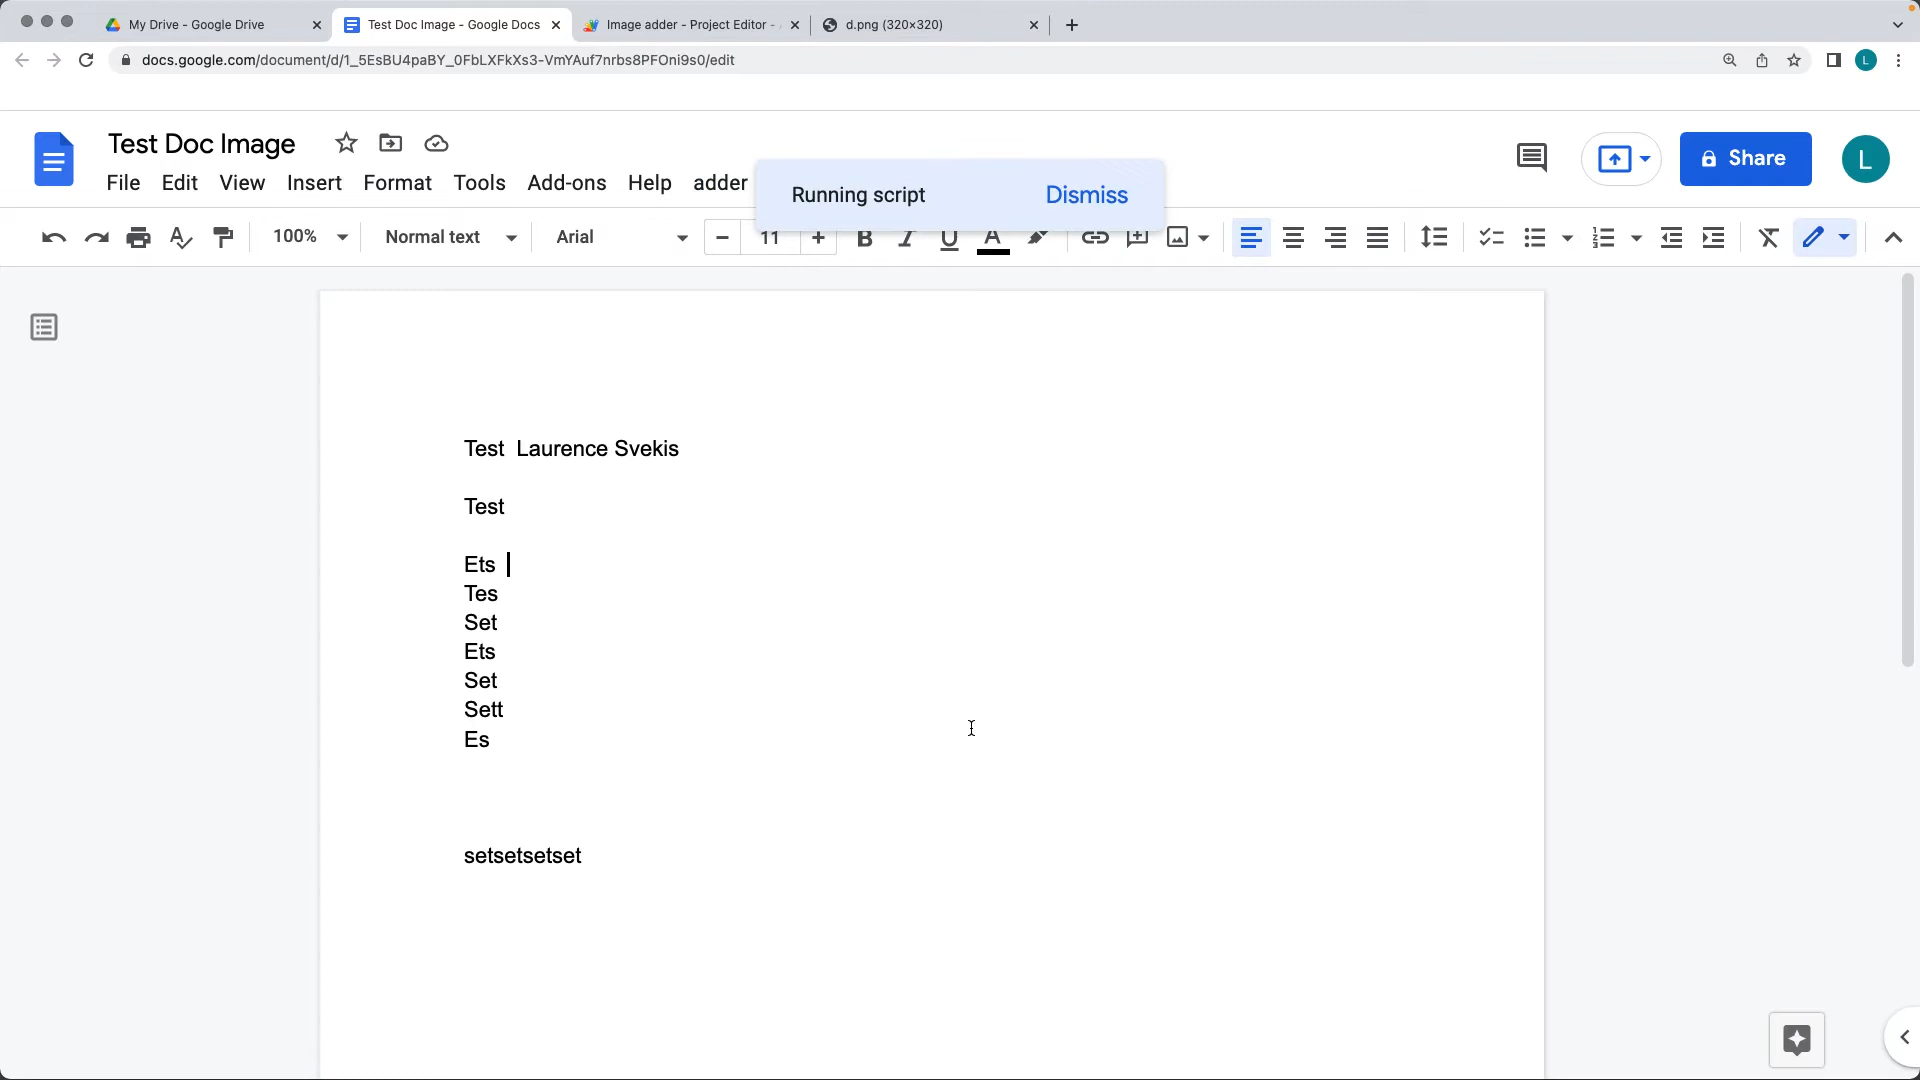 My Drive - Google Drive
Test Doc Image - Google Docs
Image adder - Project Editor -
d.png (320×320)
docs.google.com/document/d/1_5EsBU4paBY_0FbLXFkXs3-VmYAuf7nrbs8PFOni9s0/edit
L
Test Doc Image
Share
L
File Edit View Insert Format Tools Add-ons Help adder
Running script Dismiss
100% Normal text Arial 11 B I U A
Test  Laurence Svekis
Test
Ets
Tes
Set
Ets
Set
Sett
Es
setsetsetset